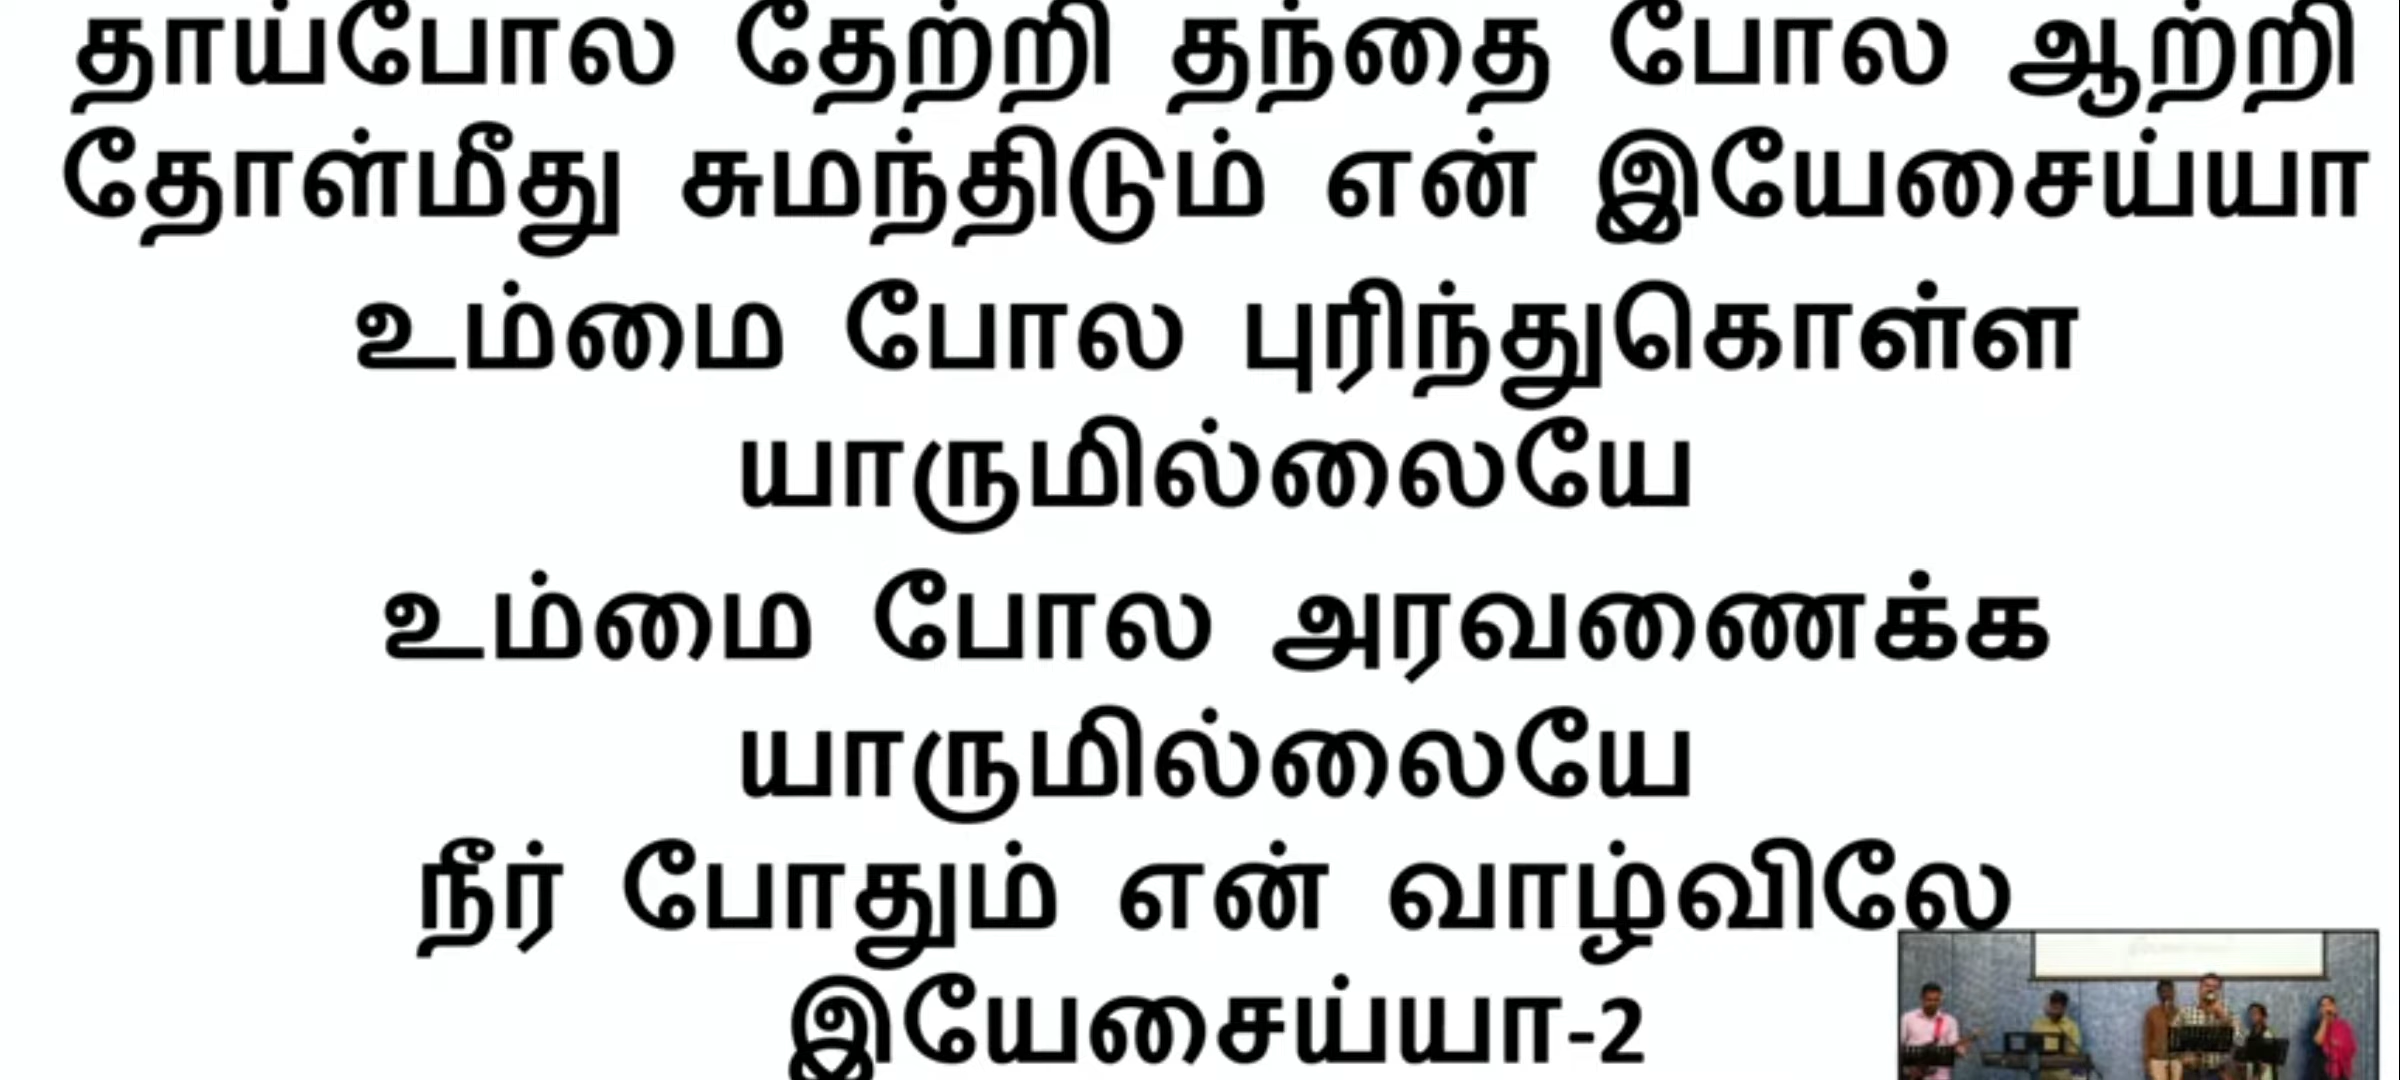 தாய்போல தேற்றி தந்தை போல ஆற்றி
தோள்மீது சுமந்திடும் என் இயேசைய்யா
உம்மை போல புரிந்துகொள்ள
யாருமில்லையே
உம்மை போல அரவணைக்க
யாருமில்லையே
நீர் போதும் என் வாழ்விலே
இயேசைய்யா-2